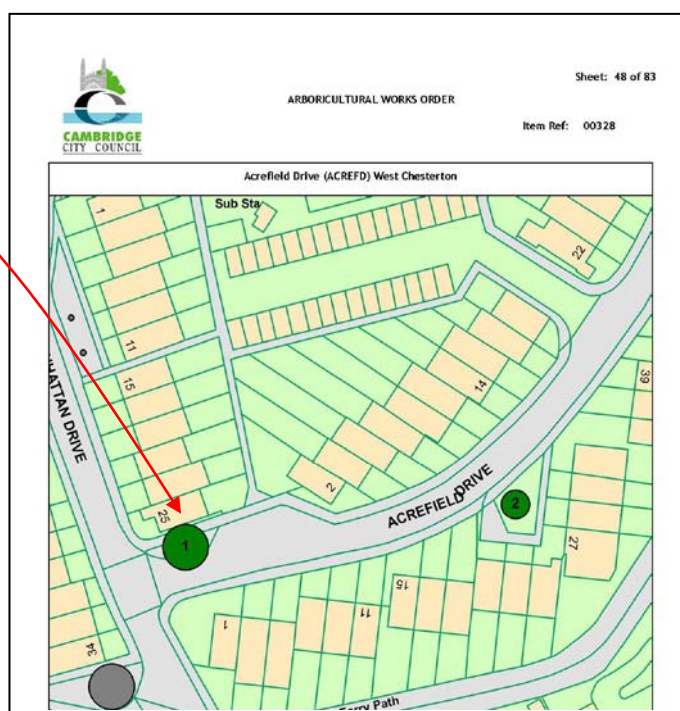 Sheet: 48 of 83
ARBORICULTURAL WORKS ORDER
Item Ref: 00328
CAMBRIDGE
CITY COUNCIL
Acrefield Drive (ACREFD) West Chesterton
Sub Sta
1
22
11
15
HATTAN DRIVE
14
39
2
25
1
ACREFIELD DRIVE
2
27
15
11
1
34
Ferry Path